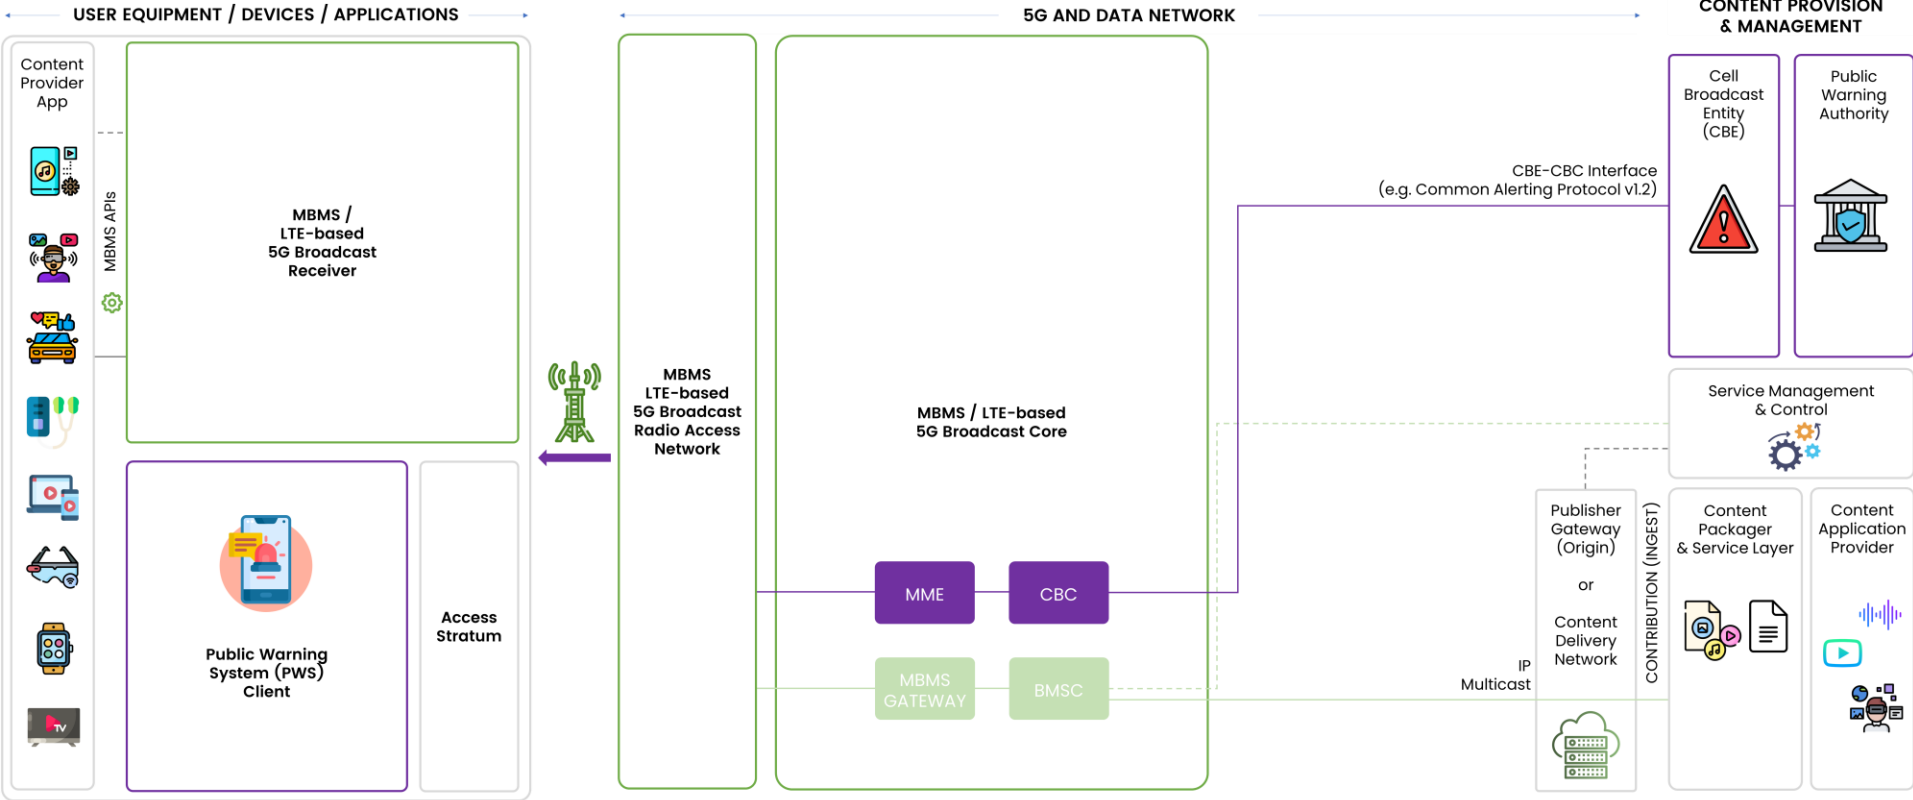 USER EQUIPMENT / DEVICES / APPLICATIONS
5G AND DATA NETWORK
CONTENT PROVISION
& MANAGEMENT
Content
Provider
App
MBMS APIs
MBMS /
LTE-based
5G Broadcast
Receiver
Public Warning
System (PWS)
Client
Access
Stratum
TV
MBMS
LTE-based
5G Broadcast
Radio Access
Network
MBMS / LTE-based
5G Broadcast Core
MME
CBC
MBMS
GATEWAY
BMSC
CBE-CBC Interface
(e.g. Common Alerting Protocol v1.2)
Cell
Broadcast
Entity
(CBE)
Public
Warning
Authority
Service Management
& Control
IP
Multicast
Publisher
Gateway
(Origin)
or
Content
Delivery
Network
CONTRIBUTION (INGEST)
Content
Packager
& Service Layer
Content
Application
Provider